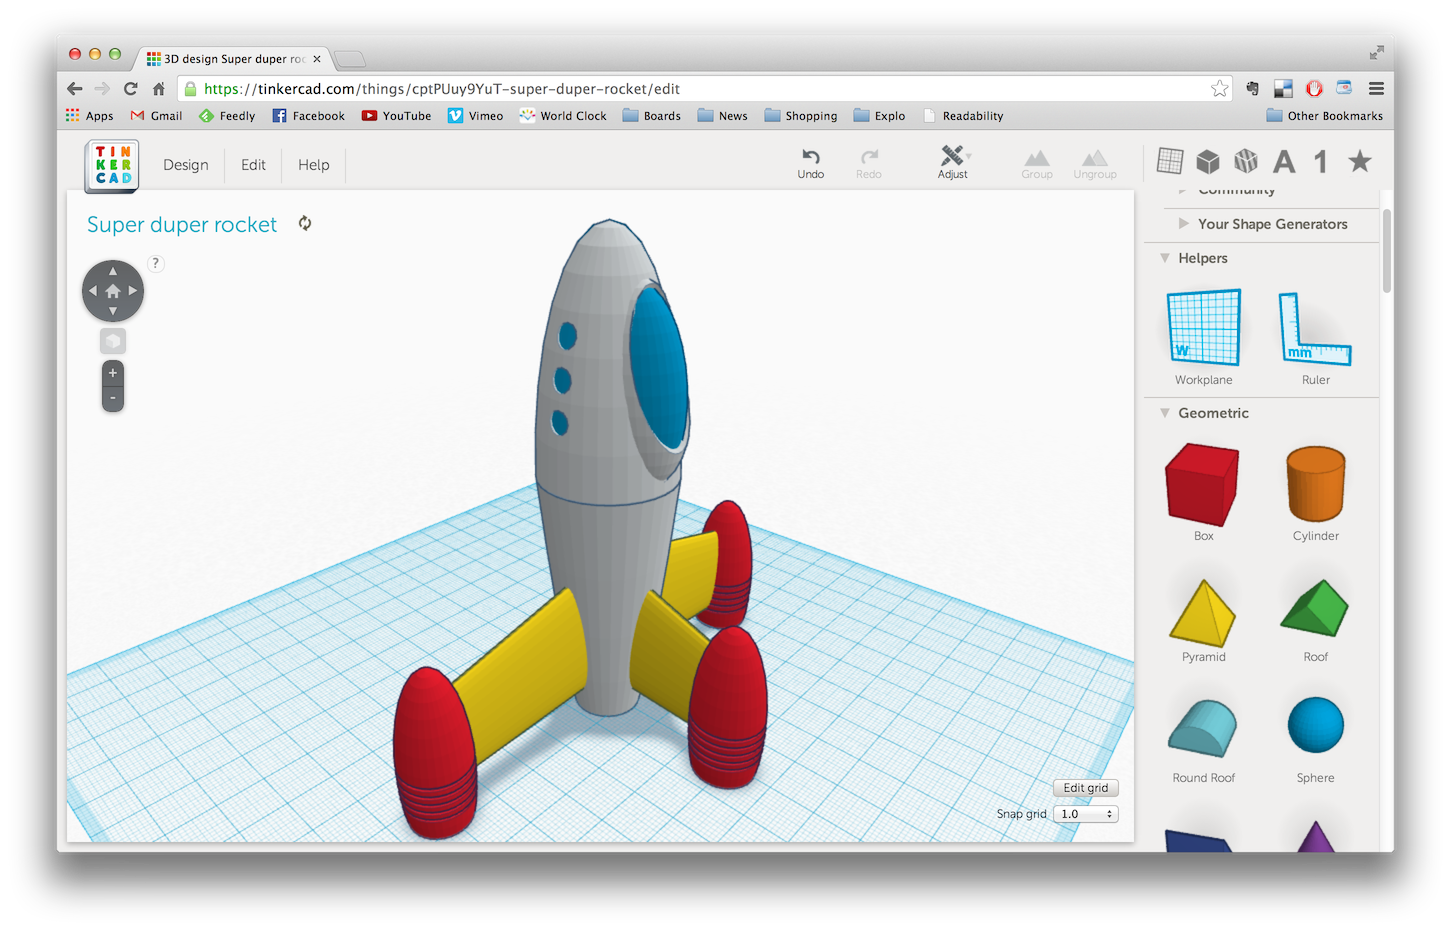 3D design Super duper roc
https://tinkercad.com/things/cptPUuy9YuT-super-duper-rocket/edit
Apps Gmail Feedly Facebook YouTube Vimeo World Clock Boards News Shopping Explo Readability Other Bookmarks
TIN
KER
CAD
Design Edit Help
Undo Redo Adjust Group Ungroup
A 1
Super duper rocket
?
+
-
Edit grid
Snap grid 1.0
Community
Your Shape Generators
Helpers
W
mm
Workplane Ruler
Geometric
Box Cylinder
Pyramid Roof
Round Roof Sphere